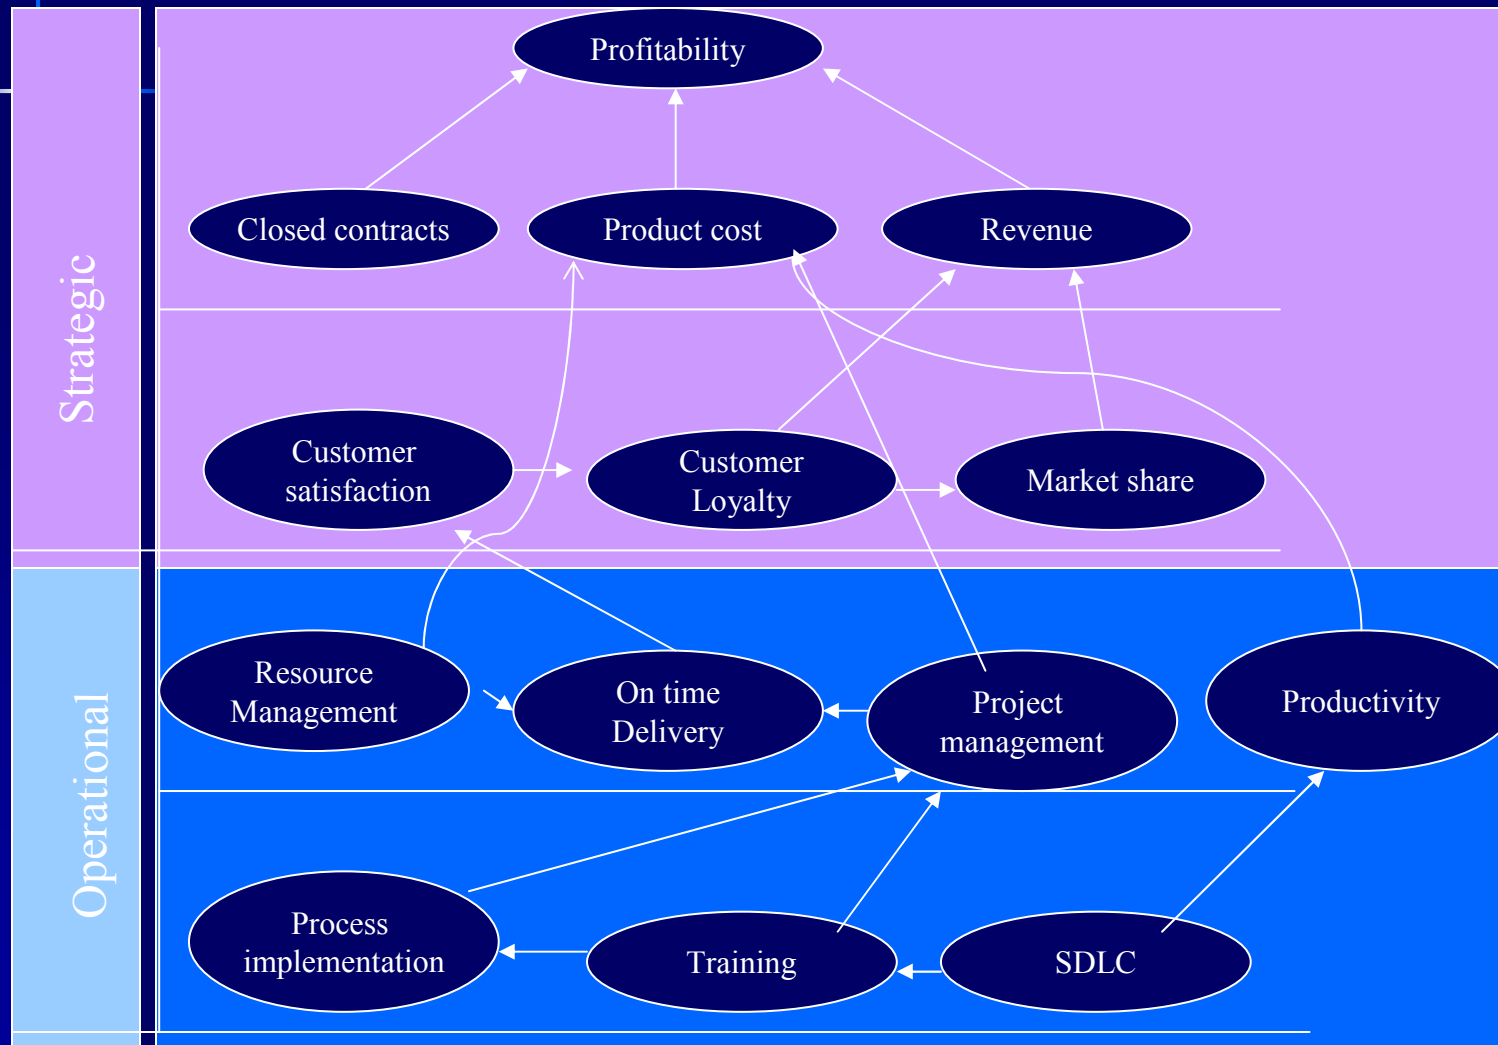 Strategic
Profitability
Closed contracts
Product cost
Revenue
Customer
satisfaction
Customer
Loyalty
Market share
Operational
Resource
Management
On time
Delivery
Project
management
Productivity
Process
implementation
Training
SDLC